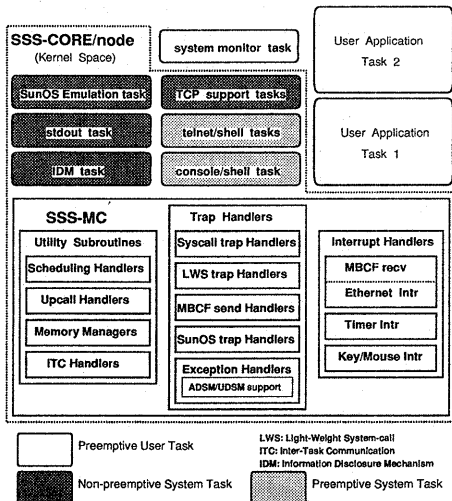 SSS-CORE/node
(Kernel Space)
system monitor task
User Application
Task 2
SunOS Emulation task
TCP support tasks
stdout task
telnet/shell tasks
User Application
Task 1
IDM task
console/shell task
SSS-MC
Utility Subroutines
Scheduling Handlers
Upcall Handlers
Memory Managers
ITC Handlers
Trap Handlers
Syscall trap Handlers
LWS trap Handlers
MBCF send Handlers
SunOS trap Handlers
Exception Handlers
ADSM/UDSM support
Interrupt Handlers
MBCF recv
Ethernet Intr
Timer Intr
Key/Mouse Intr
Preemptive User Task
LWS: Light-Weight System-call
ITC: Inter-Task Communication
IDM: Information Disclosure Mechanism
Non-preemptive System Task
Preemptive System Task